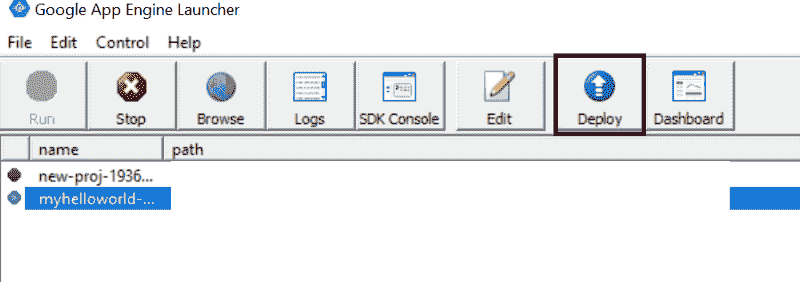 Google App Engine Launcher
File Edit Control Help
Run Stop Browse Logs SDK Console Edit Deploy Dashboard
name path
new-proj-1936...
myhelloworld-...